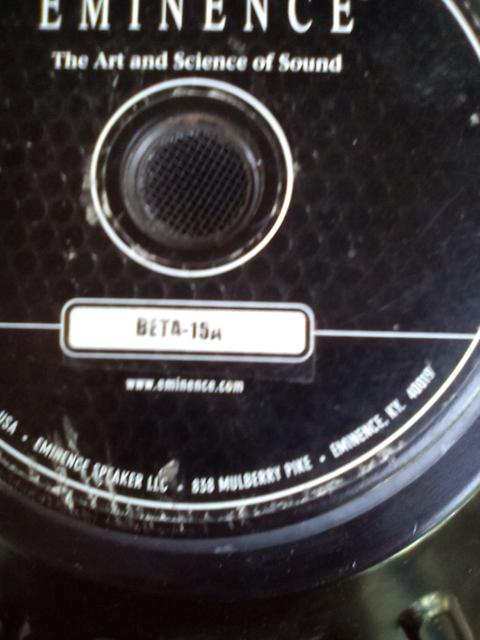 EMINENCE
The Art and Science of Sound
BETA-15A
www.eminence.com
USA • EMINENCE SPEAKER LLC • 838 MULBERRY PIKE • EMINENCE, KY. 40019